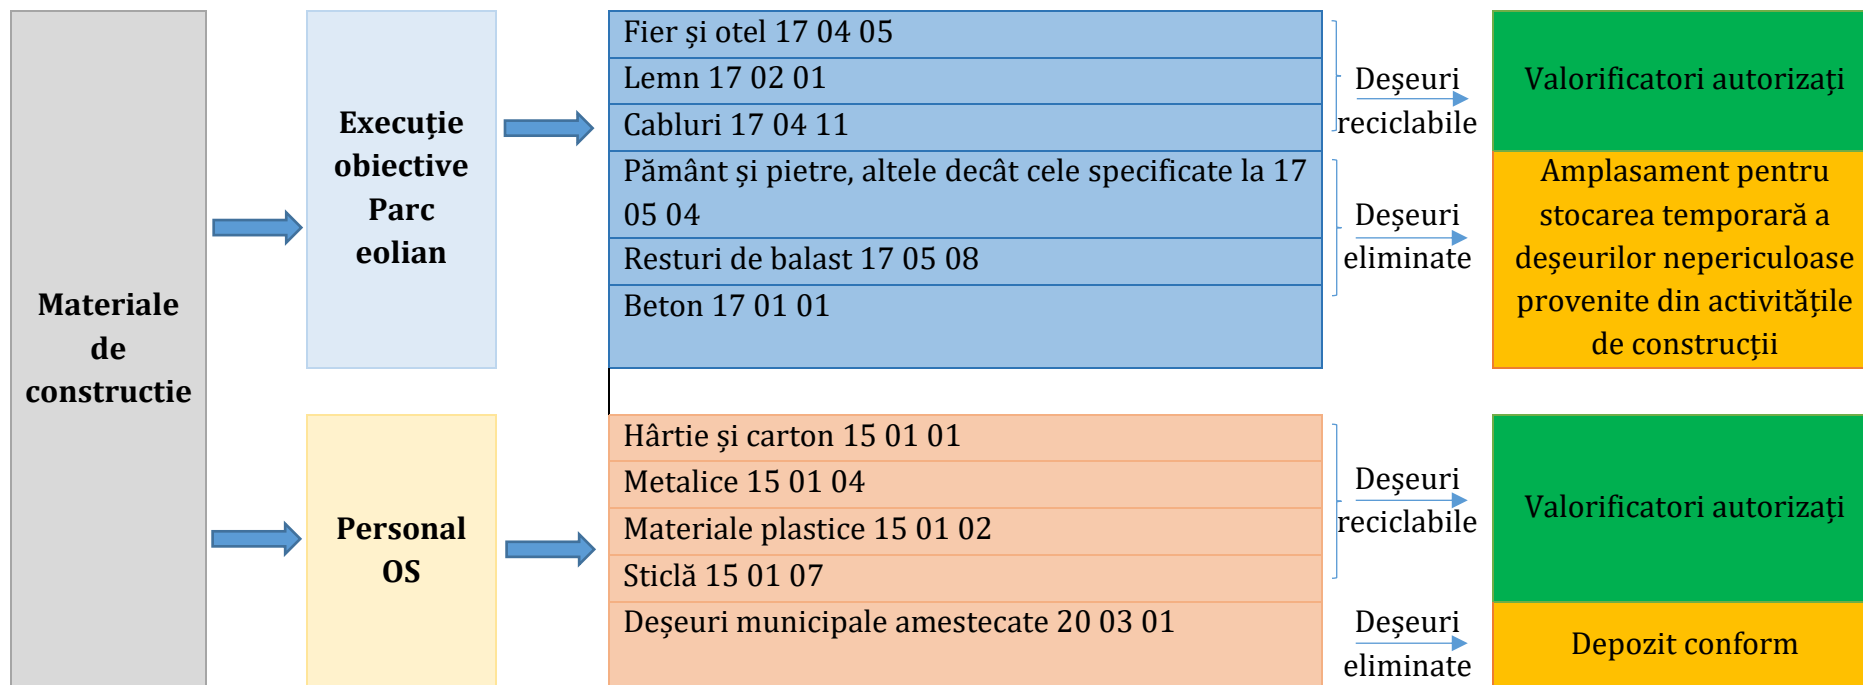 Materiale
de
constructie
Execuție
obiective
Parc
eolian
Fier și otel 17 04 05
Lemn 17 02 01
Cabluri 17 04 11
Pământ și pietre, altele decât cele specificate la 17
05 04
Resturi de balast 17 05 08
Beton 17 01 01
Deșeuri
reciclabile
Deșeuri
eliminate
Valorificatori autorizați
Amplasament pentru
stocarea temporară a
deșeurilor nepericuloase
provenite din activitățile
de construcții
Personal
OS
Hârtie și carton 15 01 01
Metalice 15 01 04
Materiale plastice 15 01 02
Sticlă 15 01 07
Deșeuri municipale amestecate 20 03 01
Deșeuri
reciclabile
Deșeuri
eliminate
Valorificatori autorizați
Depozit conform